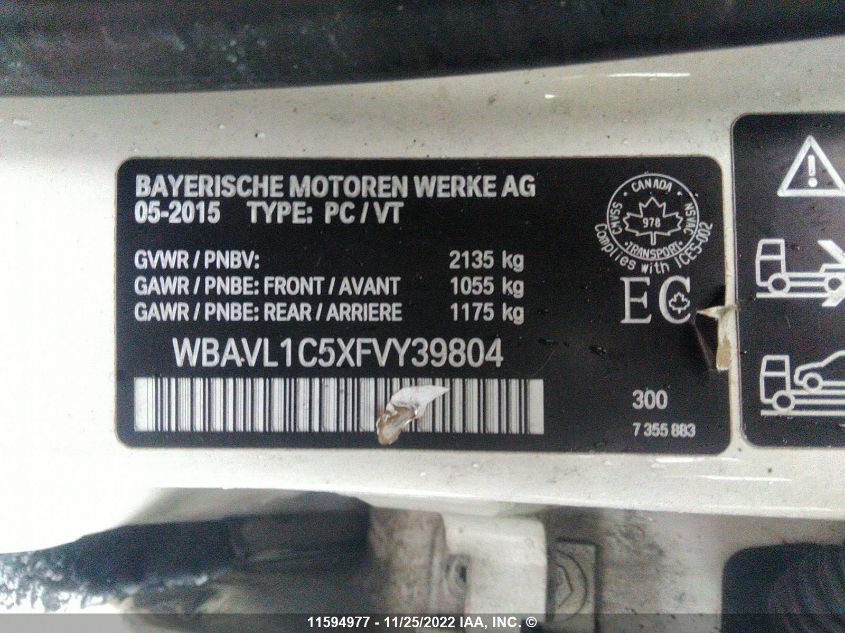 BAYERISCHE MOTOREN WERKE AG
05-2015 TYPE: PC / VT
GVWR / PNBV: 2135 kg
GAWR / PNBE: FRONT / AVANT 1055 kg
GAWR / PNBE: REAR / ARRIERE 1175 kg
WBAVL1C5XFVY39804
CANADA
CMVSS
NSVAC
978
TRANSPORT
Complies with ICES-002
EC
300
7 355 883
11594977 - 11/25/2022 IAA, INC. ©